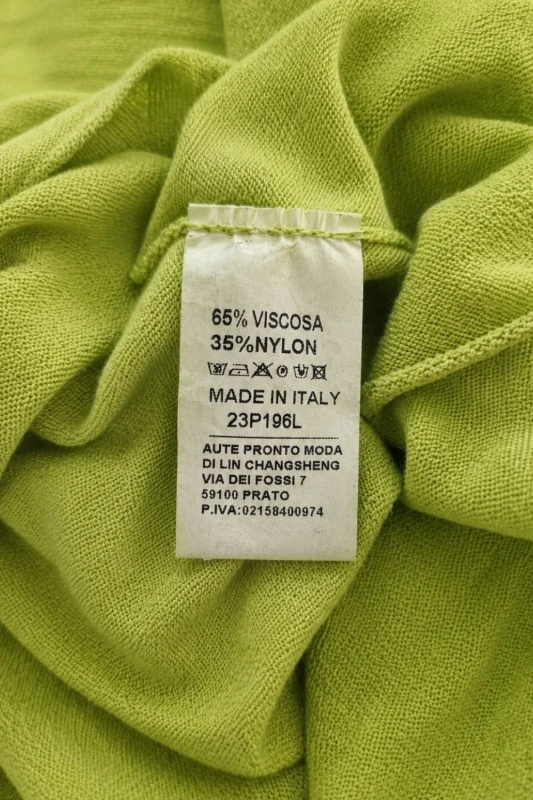 65% VISCOSA
35%NYLON
MADE IN ITALY
23P196L
AUTE PRONTO MODA
DI LIN CHANGSHENG
VIA DEI FOSSI 7
59100 PRATO
P.IVA:02158400974